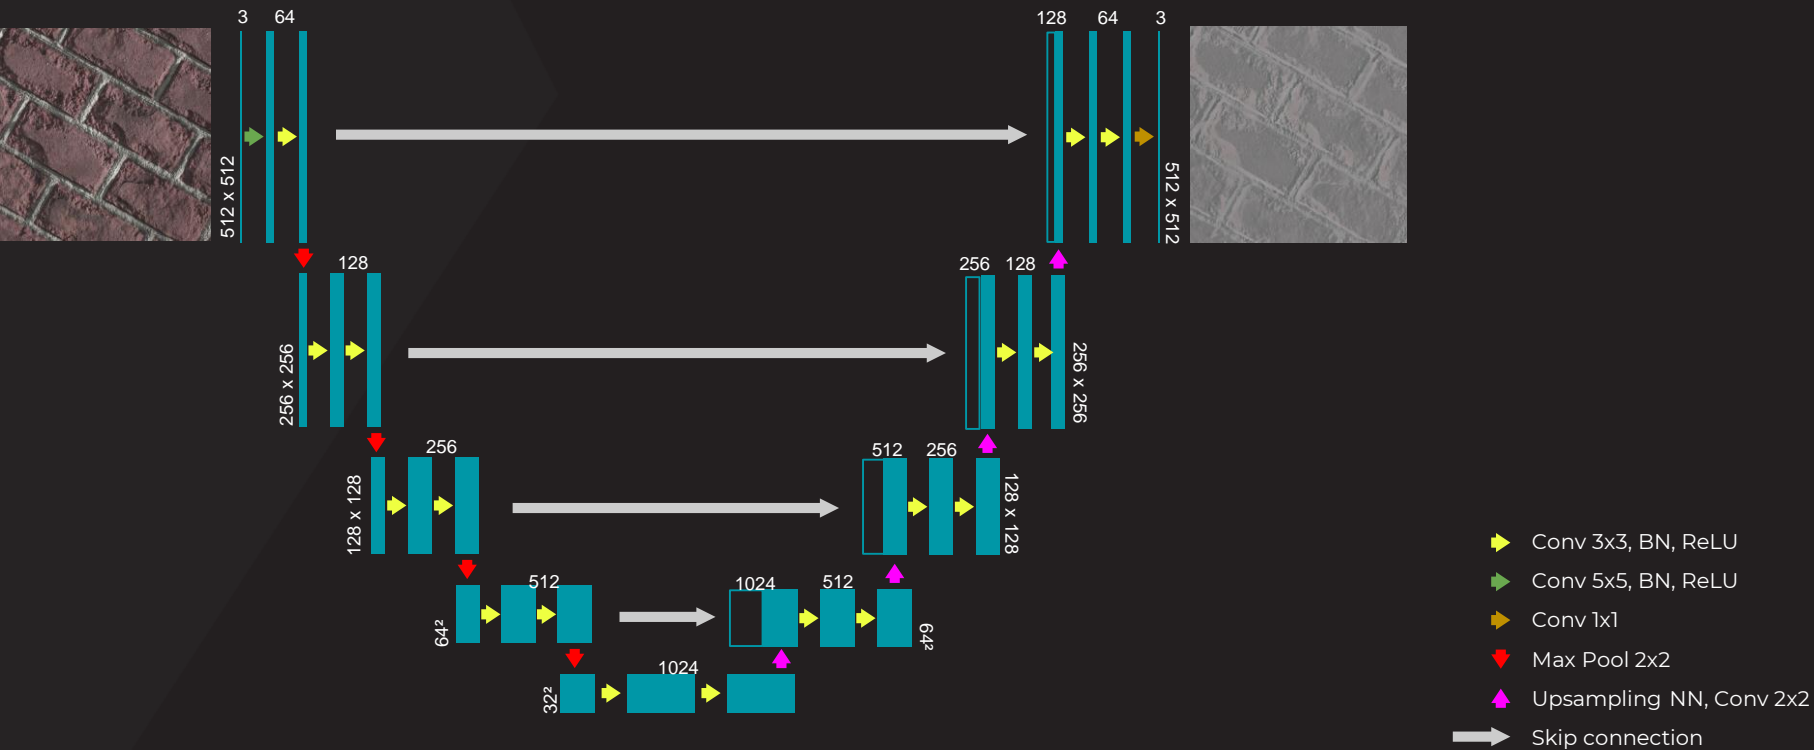 3 64
128 64 3
512 x 512
512 x 512
128
256 128
256 x 256
256 x 256
256
512 256
128 x 128
128 x 128
512
1024 512
64²
64²
1024
32²
Conv 3x3, BN, ReLU
Conv 5x5, BN, ReLU
Conv 1x1
Max Pool 2x2
Upsampling NN, Conv 2x2
Skip connection